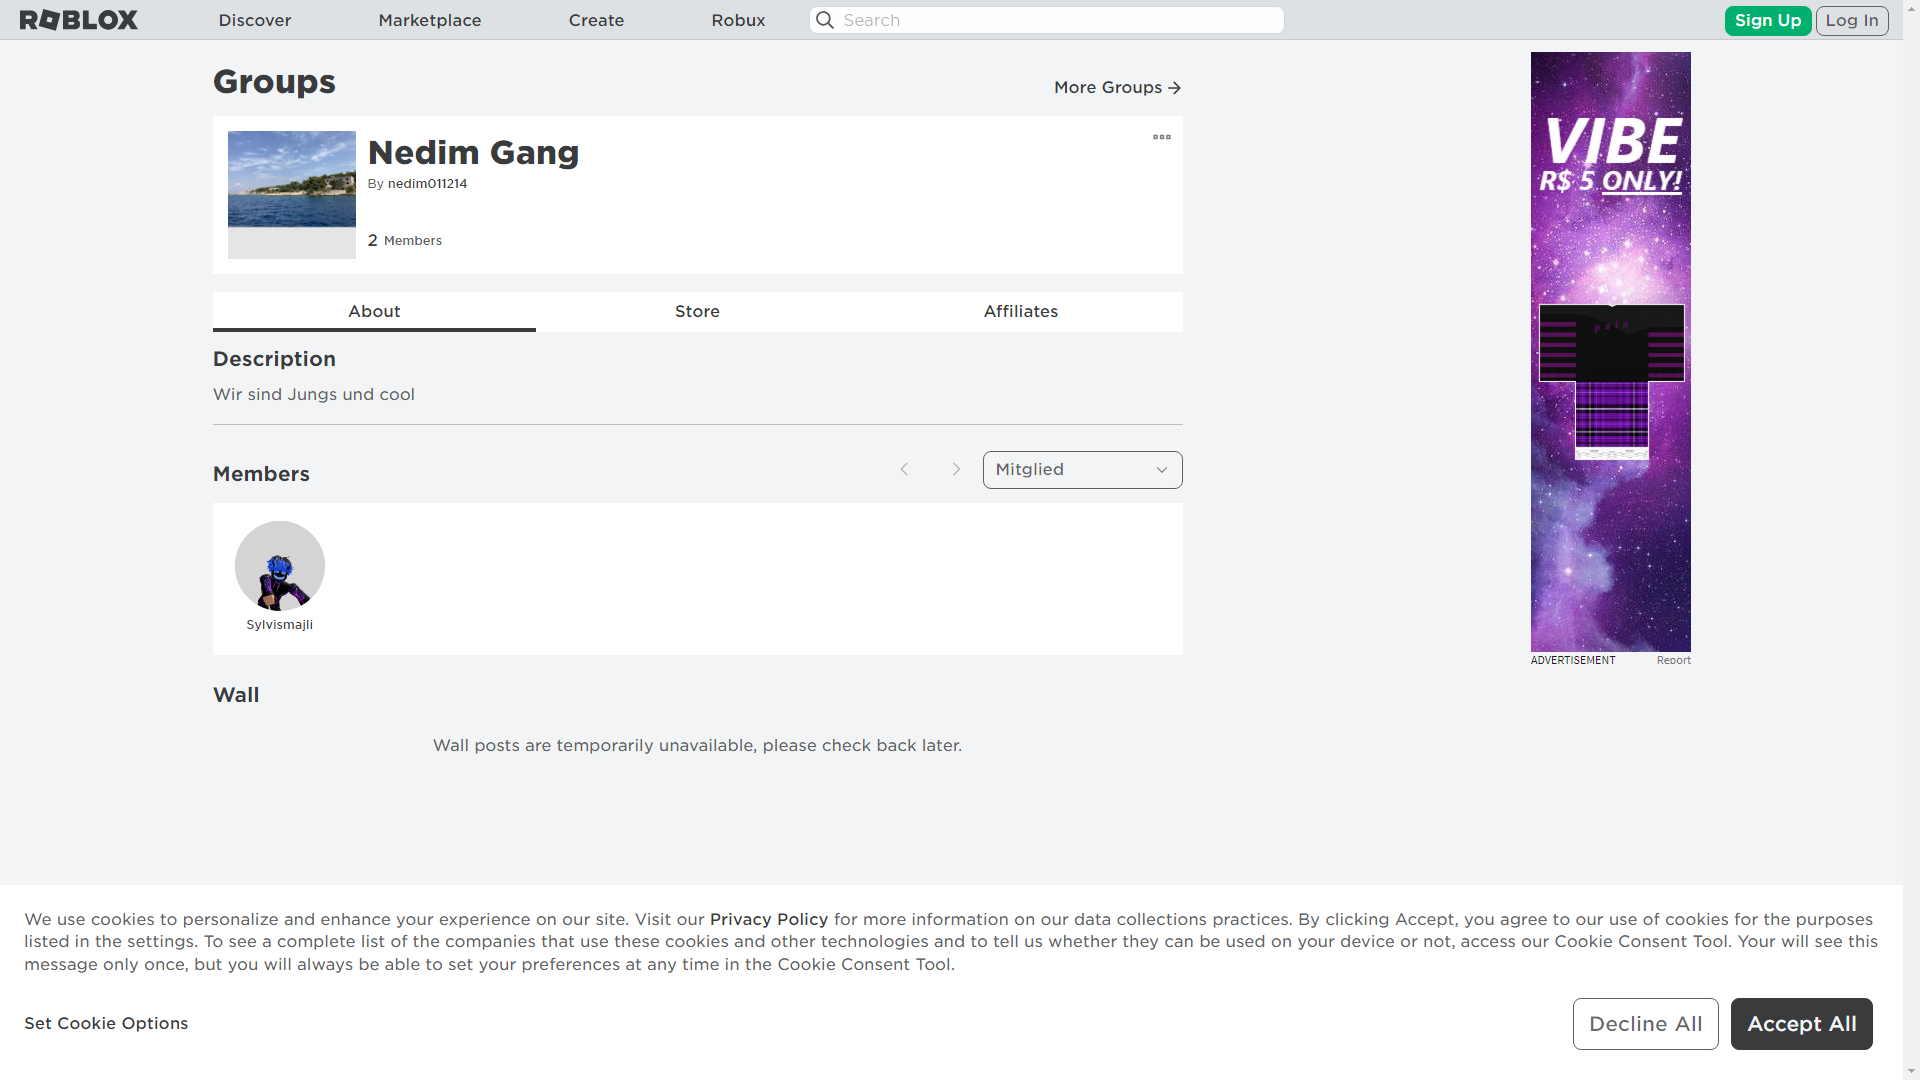 ROBLOX
Discover
Marketplace
Create
Robux
Search
Sign Up
Log In
Groups
More Groups
Nedim Gang
By nedim011214
2 Members
About
Store
Affiliates
Description
Wir sind Jungs und cool
Members
Mitglied
Sylvismajli
Wall
Wall posts are temporarily unavailable, please check back later.
VIBE
R$ 5 ONLY!
pain
ADVERTISEMENT
Report
We use cookies to personalize and enhance your experience on our site. Visit our Privacy Policy for more information on our data collections practices. By clicking Accept, you agree to our use of cookies for the purposes
listed in the settings. To see a complete list of the companies that use these cookies and other technologies and to tell us whether they can be used on your device or not, access our Cookie Consent Tool. Your will see this
message only once, but you will always be able to set your preferences at any time in the Cookie Consent Tool.
Set Cookie Options
Decline All
Accept All